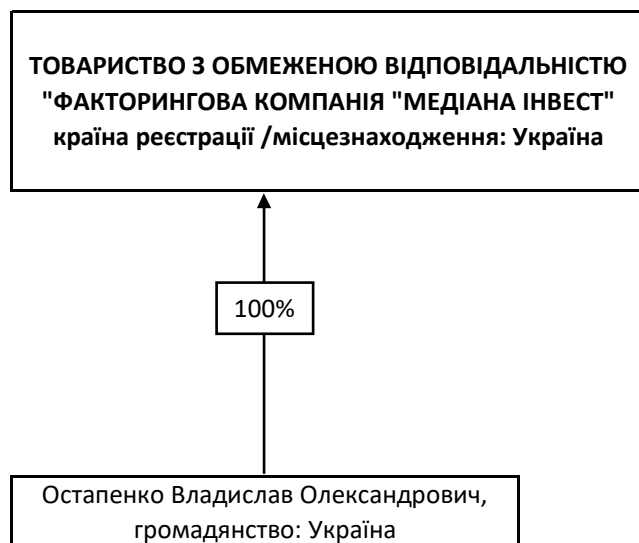 ТОВАРИСТВО З ОБМЕЖЕНОЮ ВІДПОВІДАЛЬНІСТЮ
"ФАКТОРИНГОВА КОМПАНІЯ "МЕДІАНА ІНВЕСТ"
країна реєстрації /місцезнаходження: Україна
100%
Остапенко Владислав Олександрович,
громадянство: Україна